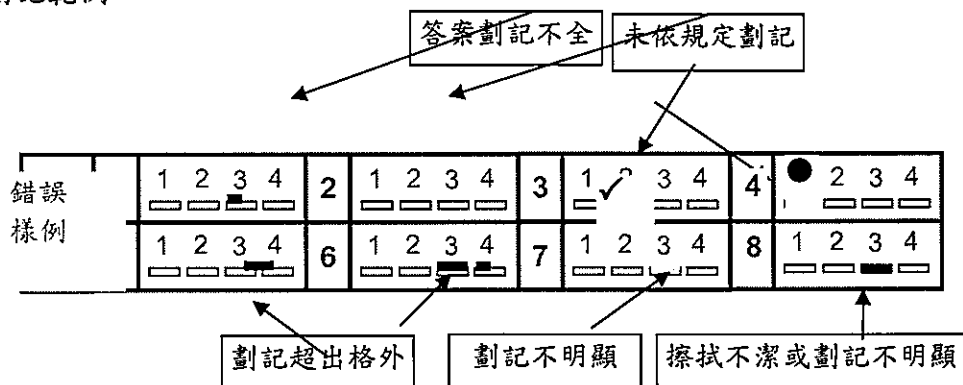 答案劃記不全 未依規定劃記
錯誤 1 2 3 4 2 1 2 3 4 3 1 3 4 4 2 3 4
樣例 1 2 3 4 6 1 2 3 4 7 1 2 3 4 8 1 2 3 4
劃記超出格外 劃記不明顯 擦拭不潔或劃記不明顯